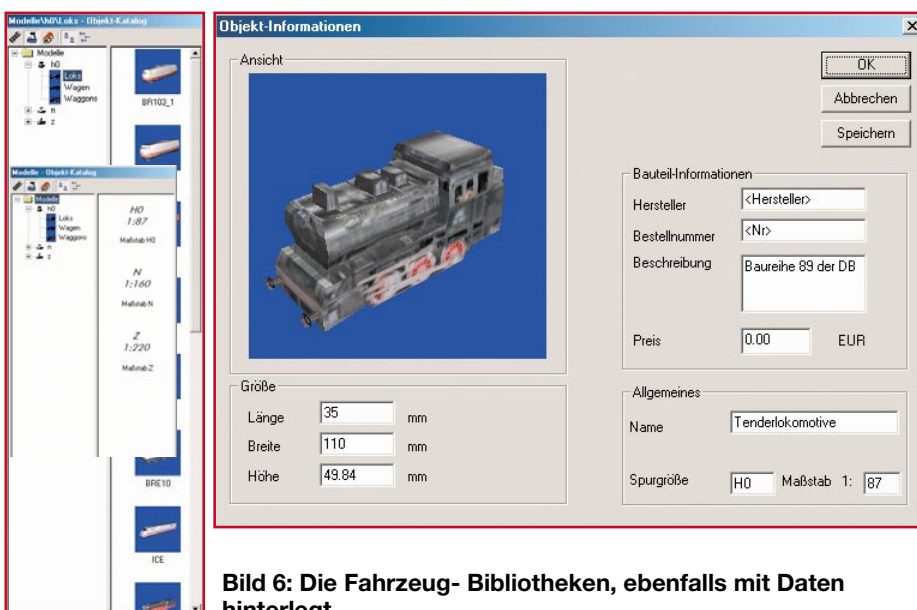 Modelle\h0\Loks - Objekt-Katalog
Modelle
h0
Loks
Wagen
Waggons
n
z
BR103_1
Modelle - Objekt-Katalog
Modelle
h0
Loks
Wagen
Waggons
n
z
H0
1:87
Maßstab H0
N
1:160
Maßstab N
Z
1:220
Maßstab Z
BRE10
ICE
Objekt-Informationen
Ansicht
OK
Abbrechen
Speichern
Bauteil-Informationen
Hersteller <Hersteller>
Bestellnummer <Nr>
Beschreibung Baureihe 89 der DB
Preis 0.00 EUR
Größe
Länge 35 mm
Breite 110 mm
Höhe 49.84 mm
Allgemeines
Name Tenderlokomotive
Spurgröße H0 Maßstab 1: 87
Bild 6: Die Fahrzeug- Bibliotheken, ebenfalls mit Daten
hinterlegt